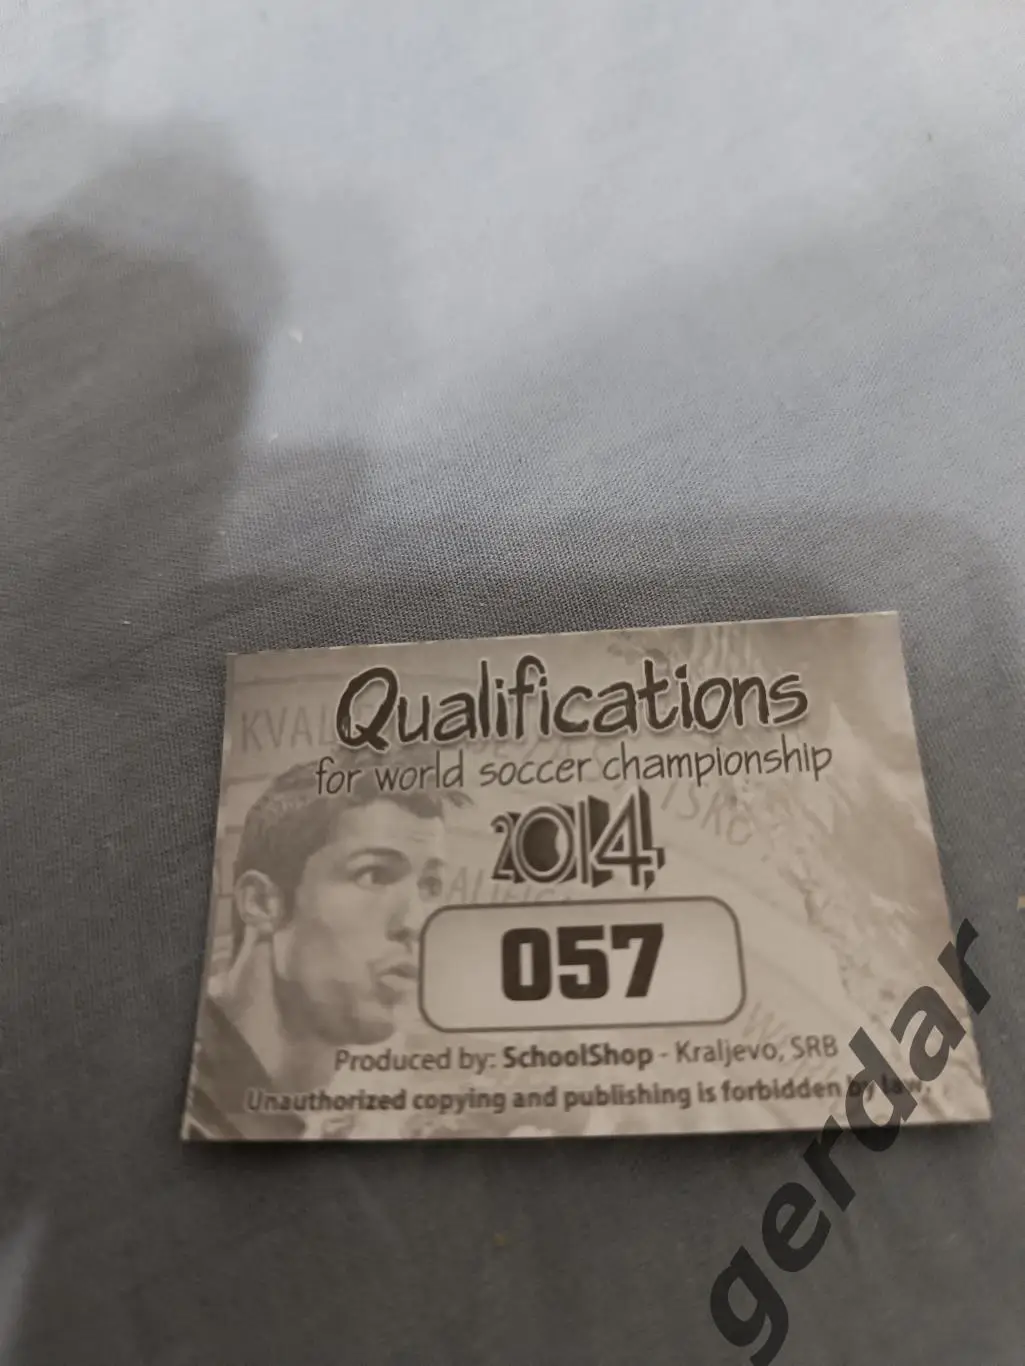 Qualifications
for world soccer championship
2014.
057
Produced by: SchoolShop - Kraljevo, SRB
Unauthorized copying and publishing is forbidden by law.
gerdar